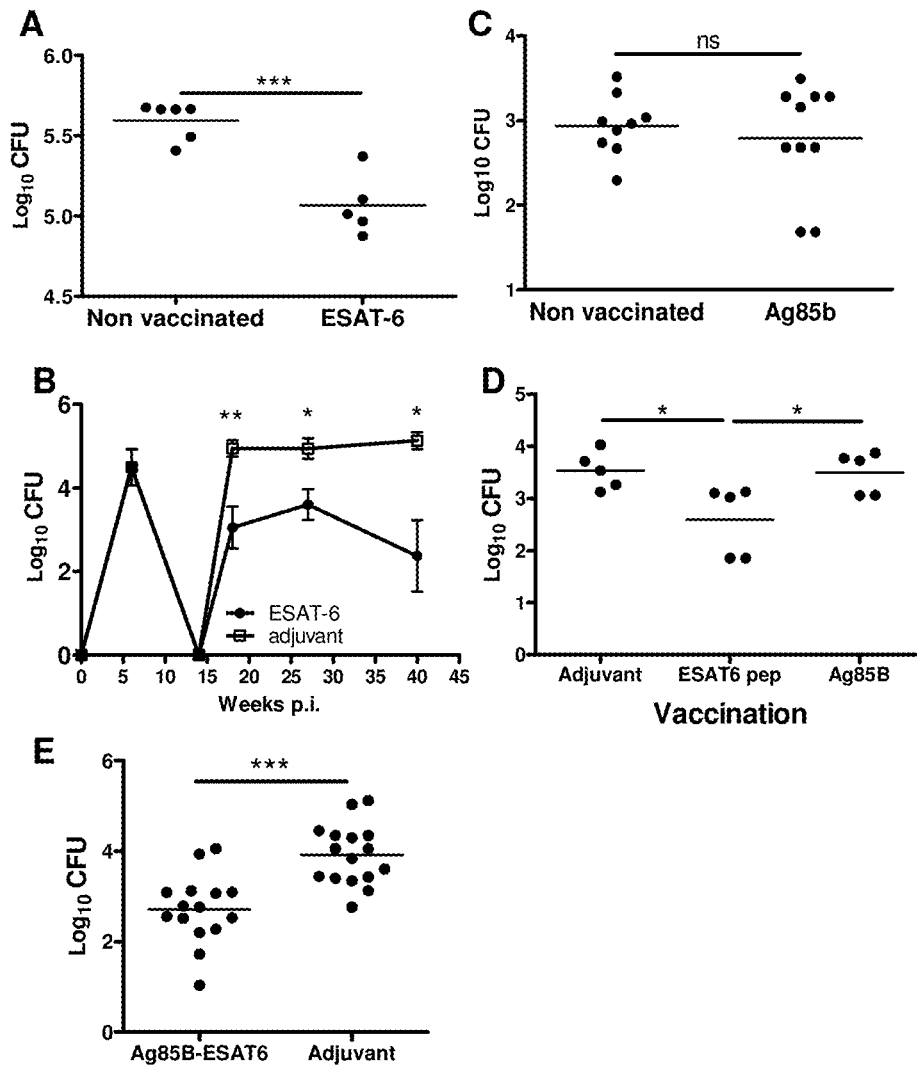 A
6.0
5.5
5.0
4.5
Log10 CFU
***
Non vaccinated ESAT-6
C
4
3
2
1
Log10 CFU
ns
Non vaccinated Ag85b
B
6
4
2
0
Log10 CFU
** * *
ESAT-6
adjuvant
0 5 10 15 20 25 30 35 40 45
Weeks p.i.
D
5
4
3
2
1
0
Log10 CFU
* *
Adjuvant ESAT6 pep Ag85B
Vaccination
E
6
4
2
0
Log10 CFU
***
Ag85B-ESAT6 Adjuvant